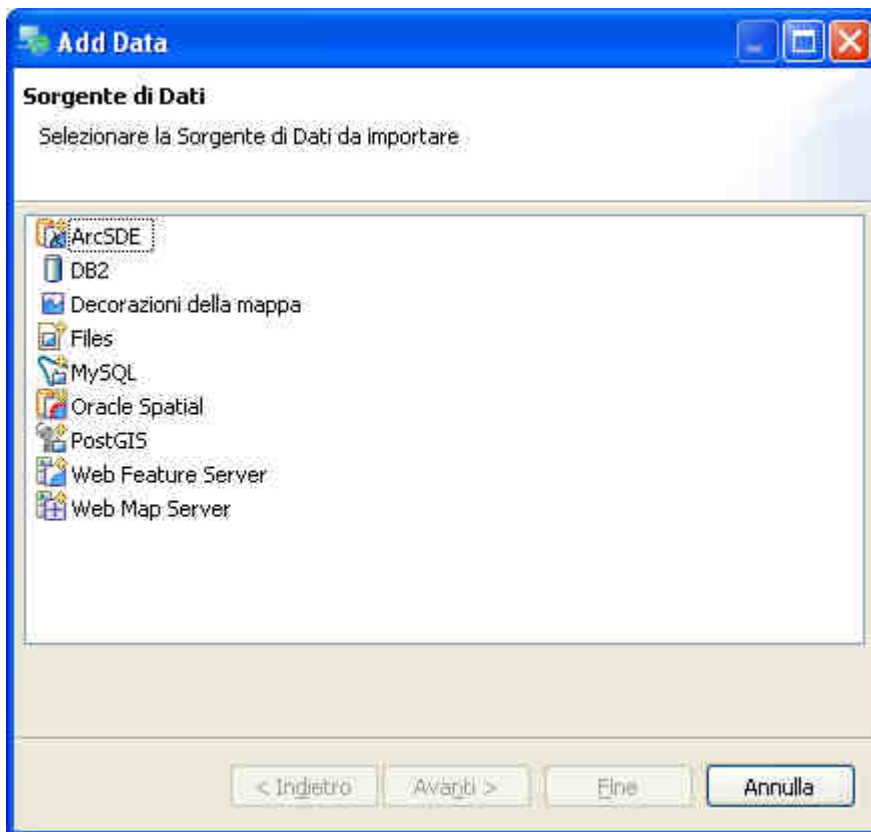 Add Data
Sorgente di Dati
Selezionare la Sorgente di Dati da importare
ArcSDE
DB2
Decorazioni della mappa
Files
MySQL
Oracle Spatial
PostGIS
Web Feature Server
Web Map Server
< Indietro Avanti > Fine Annulla